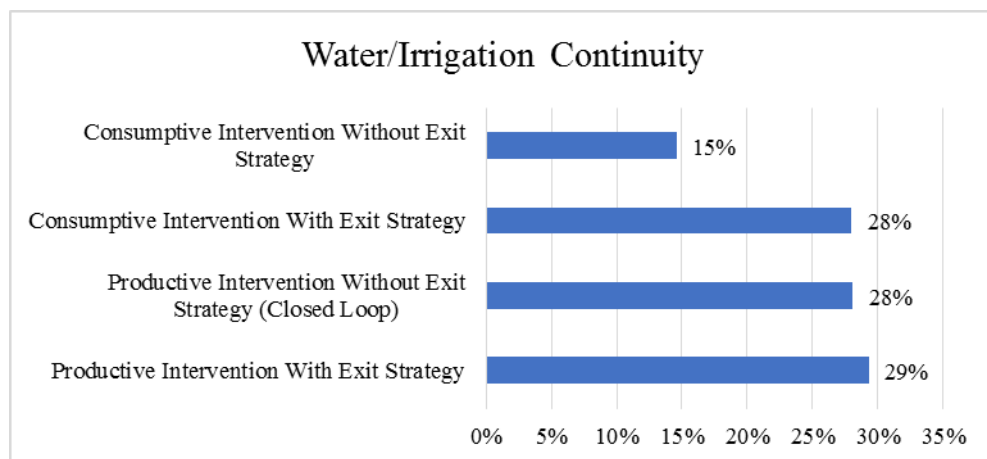 Water/Irrigation Continuity
Consumptive Intervention Without Exit
Strategy
15%
Consumptive Intervention With Exit Strategy
28%
Productive Intervention Without Exit
Strategy (Closed Loop)
28%
Productive Intervention With Exit Strategy
29%
0% 5% 10% 15% 20% 25% 30% 35%